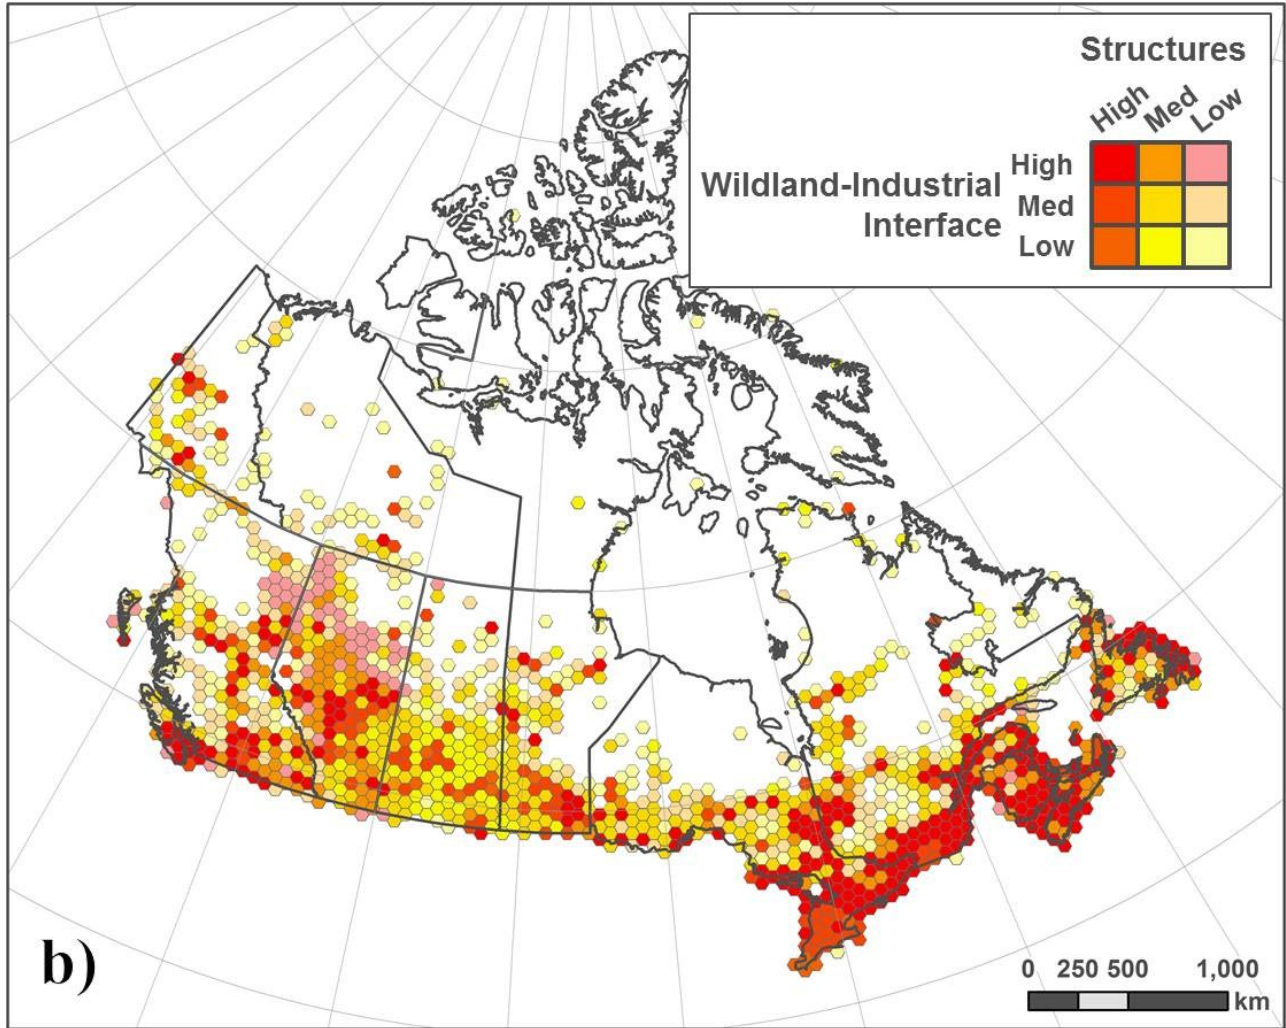 Structures
High Med Low
Wildland-Industrial
Interface
High
Med
Low
b)
0 250 500 1,000
km